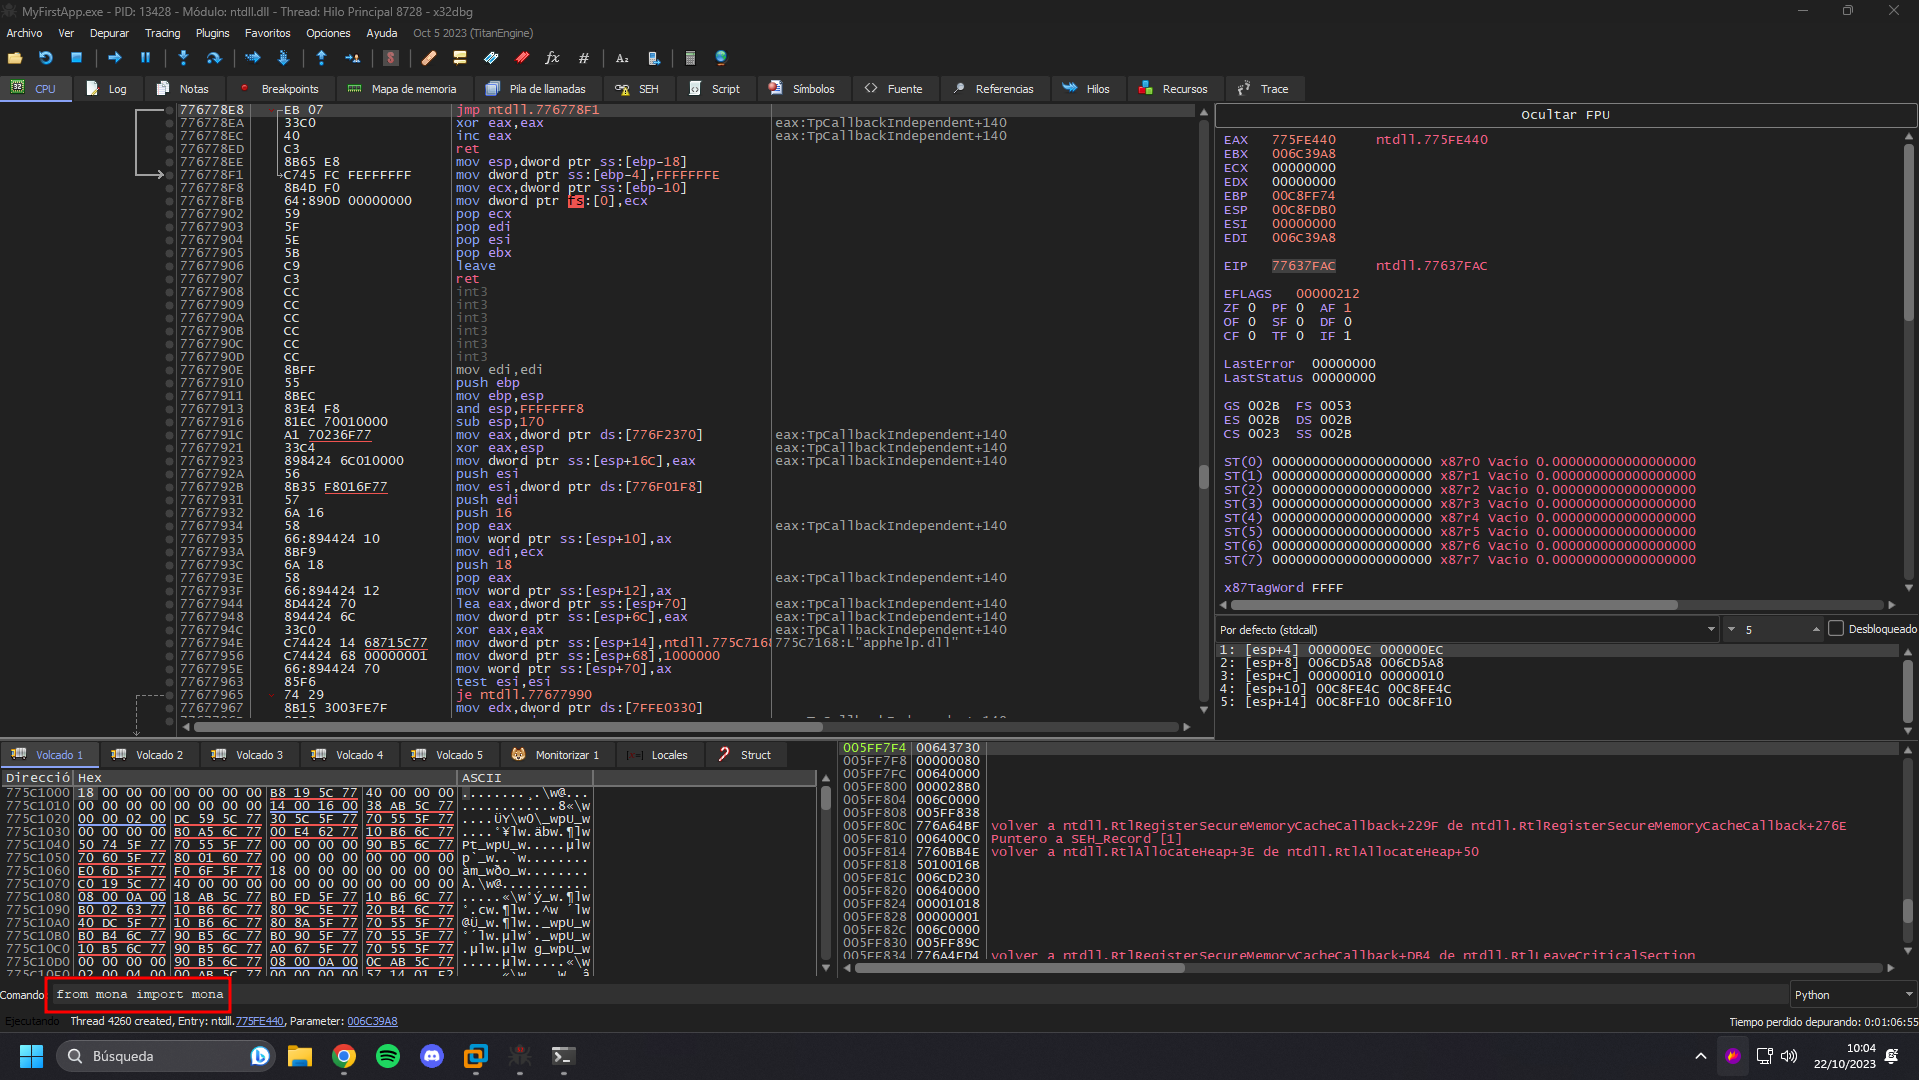 MyFirstApp.exe - PID: 13428 - Módulo: ntdll.dll - Thread: Hilo Principal 8728 - x32dbg
Archivo Ver Depurar Tracing Plugins Favoritos Opciones Ayuda Oct 5 2023 (TitanEngine)
CPU Log Notas Breakpoints Mapa de memoria Pila de llamadas SEH Script Símbolos Fuente Referencias Hilos Recursos Trace
776778E8 EB 07 jmp ntdll.776778F1
776778EA 33C0 xor eax,eax eax:TpCallbackIndependent+140
776778EC 40 inc eax eax:TpCallbackIndependent+140
776778ED C3 ret
776778EE 8B65 E8 mov esp,dword ptr ss:[ebp-18]
776778F1 C745 FC FEFFFFFF mov dword ptr ss:[ebp-4],FFFFFFFE
776778F8 8B4D F0 mov ecx,dword ptr ss:[ebp-10]
776778FB 64:890D 00000000 mov dword ptr fs:[0],ecx
77677902 59 pop ecx
77677903 5F pop edi
77677904 5E pop esi
77677905 5B pop ebx
77677906 C9 leave
77677907 C3 ret
77677908 CC int3
77677909 CC int3
7767790A CC int3
7767790B CC int3
7767790C CC int3
7767790D CC int3
7767790E 8BFF mov edi,edi
77677910 55 push ebp
77677911 8BEC mov ebp,esp
77677913 83E4 F8 and esp,FFFFFFF8
77677916 81EC 70010000 sub esp,170
7767791C A1 70236F77 mov eax,dword ptr ds:[776F2370] eax:TpCallbackIndependent+140
77677921 33C4 xor eax,esp eax:TpCallbackIndependent+140
77677923 898424 6C010000 mov dword ptr ss:[esp+16C],eax eax:TpCallbackIndependent+140
7767792A 56 push esi
7767792B 8B35 F8016F77 mov esi,dword ptr ds:[776F01F8]
77677931 57 push edi
77677932 6A 16 push 16
77677934 58 pop eax eax:TpCallbackIndependent+140
77677935 66:894424 10 mov word ptr ss:[esp+10],ax
7767793A 8BF9 mov edi,ecx
7767793C 6A 18 push 18
7767793E 58 pop eax eax:TpCallbackIndependent+140
7767793F 66:894424 12 mov word ptr ss:[esp+12],ax
77677944 8D4424 70 lea eax,dword ptr ss:[esp+70] eax:TpCallbackIndependent+140
77677948 894424 6C mov dword ptr ss:[esp+6C],eax eax:TpCallbackIndependent+140
7767794C 33C0 xor eax,eax eax:TpCallbackIndependent+140
7767794E C74424 14 68715C77 mov dword ptr ss:[esp+14],ntdll.775C7168 775C7168:L"apphelp.dll"
77677956 C74424 68 00000001 mov dword ptr ss:[esp+68],1000000
7767795E 66:894424 70 mov word ptr ss:[esp+70],ax
77677963 85F6 test esi,esi
77677965 74 29 je ntdll.77677990
77677967 8B15 3003FE7F mov edx,dword ptr ds:[7FFE0330]
Ocultar FPU
EAX 775FE440 ntdll.775FE440
EBX 006C39A8
ECX 00000000
EDX 00000000
EBP 00C8FF74
ESP 00C8FDB0
ESI 00000000
EDI 006C39A8
EIP 77637FAC ntdll.77637FAC
EFLAGS 00000212
ZF 0 PF 0 AF 1
OF 0 SF 0 DF 0
CF 0 TF 0 IF 1
LastError 00000000
LastStatus 00000000
GS 002B FS 0053
ES 002B DS 002B
CS 0023 SS 002B
ST(0) 00000000000000000000 x87r0 Vacío 0.000000000000000000
ST(1) 00000000000000000000 x87r1 Vacío 0.000000000000000000
ST(2) 00000000000000000000 x87r2 Vacío 0.000000000000000000
ST(3) 00000000000000000000 x87r3 Vacío 0.000000000000000000
ST(4) 00000000000000000000 x87r4 Vacío 0.000000000000000000
ST(5) 00000000000000000000 x87r5 Vacío 0.000000000000000000
ST(6) 00000000000000000000 x87r6 Vacío 0.000000000000000000
ST(7) 00000000000000000000 x87r7 Vacío 0.000000000000000000
x87TagWord FFFF
Por defecto (stdcall) 5 Desbloqueado
1: [esp+4] 000000EC 000000EC
2: [esp+8] 006CD5A8 006CD5A8
3: [esp+C] 00000010 00000010
4: [esp+10] 00C8FE4C 00C8FE4C
5: [esp+14] 00C8FF10 00C8FF10
Volcado 1 Volcado 2 Volcado 3 Volcado 4 Volcado 5 Monitorizar 1 Locales Struct
Direcció Hex ASCII
775C1000 18 00 00 00 00 00 00 00 B8 19 5C 77 40 00 00 00
775C1010 00 00 00 00 00 00 00 00 14 00 16 00 38 AB 5C 77
775C1020 00 00 02 00 DC 59 5C 77 30 5C 5F 77 70 55 5F 77
775C1030 00 00 00 00 B0 A5 6C 77 00 E4 62 77 10 B6 6C 77
775C1040 50 74 5F 77 70 55 5F 77 00 00 00 00 90 B5 6C 77
775C1050 70 60 5F 77 80 01 60 77 00 00 00 00 00 00 00 00
775C1060 E0 6D 5F 77 F0 6F 5F 77 18 00 00 00 00 00 00 00
775C1070 C0 19 5C 77 40 00 00 00 00 00 00 00 00 00 00 00
775C1080 08 00 0A 00 18 AB 5C 77 B0 FD 5F 77 10 B6 6C 77
775C1090 B0 02 63 77 10 B6 6C 77 80 9C 5E 77 20 B4 6C 77
775C10A0 40 DC 5F 77 10 B6 6C 77 80 8A 5F 77 70 55 5F 77
775C10B0 B0 B4 6C 77 90 B5 6C 77 B0 90 5F 77 70 55 5F 77
775C10C0 10 B5 6C 77 90 B5 6C 77 A0 67 5F 77 70 55 5F 77
775C10D0 00 00 00 00 90 B5 6C 77 08 00 0A 00 0C AB 5C 77
775C10E0 02 00 04 00 00 AB 5C 77 00 00 00 00 57 14 01 E2
005FF7F4 00643730
005FF7F8 00000080
005FF7FC 00640000
005FF800 000028B0
005FF804 006C0000
005FF808 005FF838
005FF80C 776A64BF volver a ntdll.RtlRegisterSecureMemoryCacheCallback+229F de ntdll.RtlRegisterSecureMemoryCacheCallback+276E
005FF810 006400C0 Puntero a SEH_Record [1]
005FF814 7760BB4E volver a ntdll.RtlAllocateHeap+3E de ntdll.RtlAllocateHeap+50
005FF818 5010016B
005FF81C 006CD230
005FF820 00640000
005FF824 00001018
005FF828 00000001
005FF82C 006C0000
005FF830 005FF89C
005FF834 776A4FD4 volver a ntdll.RtlRegisterSecureMemoryCacheCallback+DB4 de ntdll.RtlLeaveCriticalSection
Comando from mona import mona Python
Ejecutando Thread 4260 created, Entry: ntdll.775FE440, Parameter: 006C39A8 Tiempo perdido depurando: 0:01:06:55
Búsqueda
10:04
22/10/2023